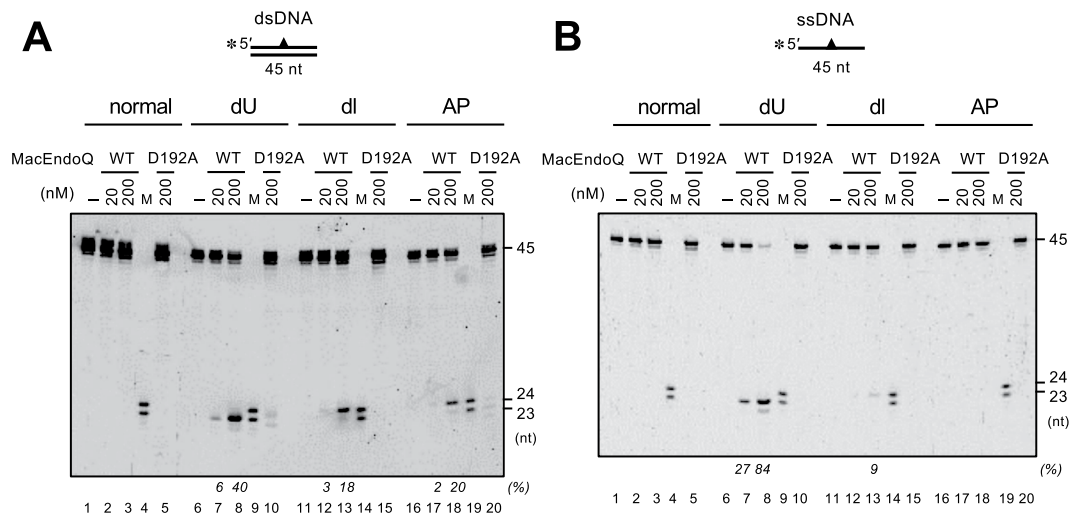 A
dsDNA
* 5′
45 nt
normal dU dI AP
MacEndoQ WT D192A WT D192A WT D192A WT D192A
(nM) – 20 200 M 200 – 20 200 M 200 – 20 200 M 200 – 20 200 M 200
45
24
23
(nt)
6 40 3 18 2 20 (%)
1 2 3 4 5 6 7 8 9 10 11 12 13 14 15 16 17 18 19 20
B
ssDNA
* 5′
45 nt
normal dU dI AP
MacEndoQ WT D192A WT D192A WT D192A WT D192A
(nM) – 20 200 M 200 – 20 200 M 200 – 20 200 M 200 – 20 200 M 200
45
24
23
(nt)
27 84 9 (%)
1 2 3 4 5 6 7 8 9 10 11 12 13 14 15 16 17 18 19 20